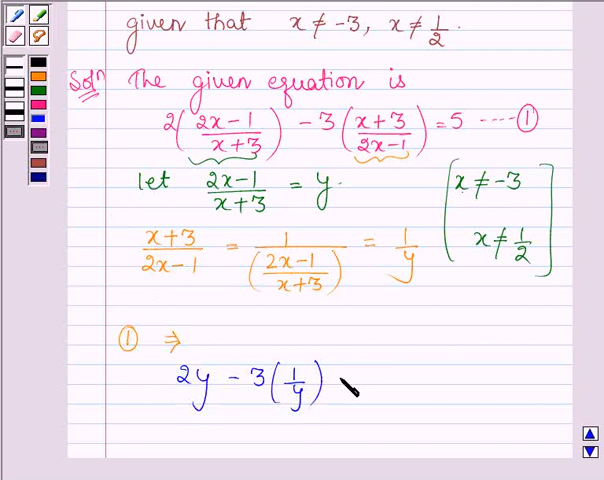 given that x ≠ -3, x ≠ 1/2.
Solⁿ The given equation is
2((2x-1)/(x+3)) - 3((x+3)/(2x-1)) = 5 ----- ①
let (2x-1)/(x+3) = y. [x ≠ -3
x ≠ 1/2]
(x+3)/(2x-1) = 1/((2x-1)/(x+3)) = 1/y
① ⇒
2y - 3(1/y)